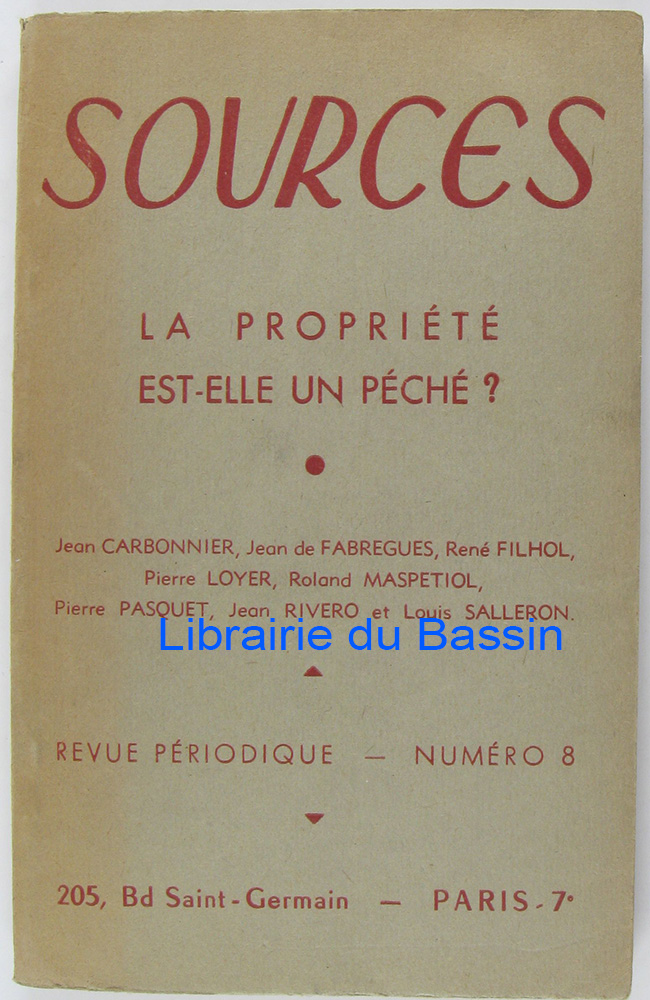 SOURCES
LA PROPRIÉTÉ
EST-ELLE UN PÉCHÉ ?
Jean CARBONNIER, Jean de FABREGUES, René FILHOL,
Pierre LOYER, Roland MASPETIOL,
Pierre PASQUET, Jean RIVERO et Louis SALLERON.
Librairie du Bassin
REVUE PÉRIODIQUE — NUMÉRO 8
205, Bd Saint-Germain — PARIS-7e